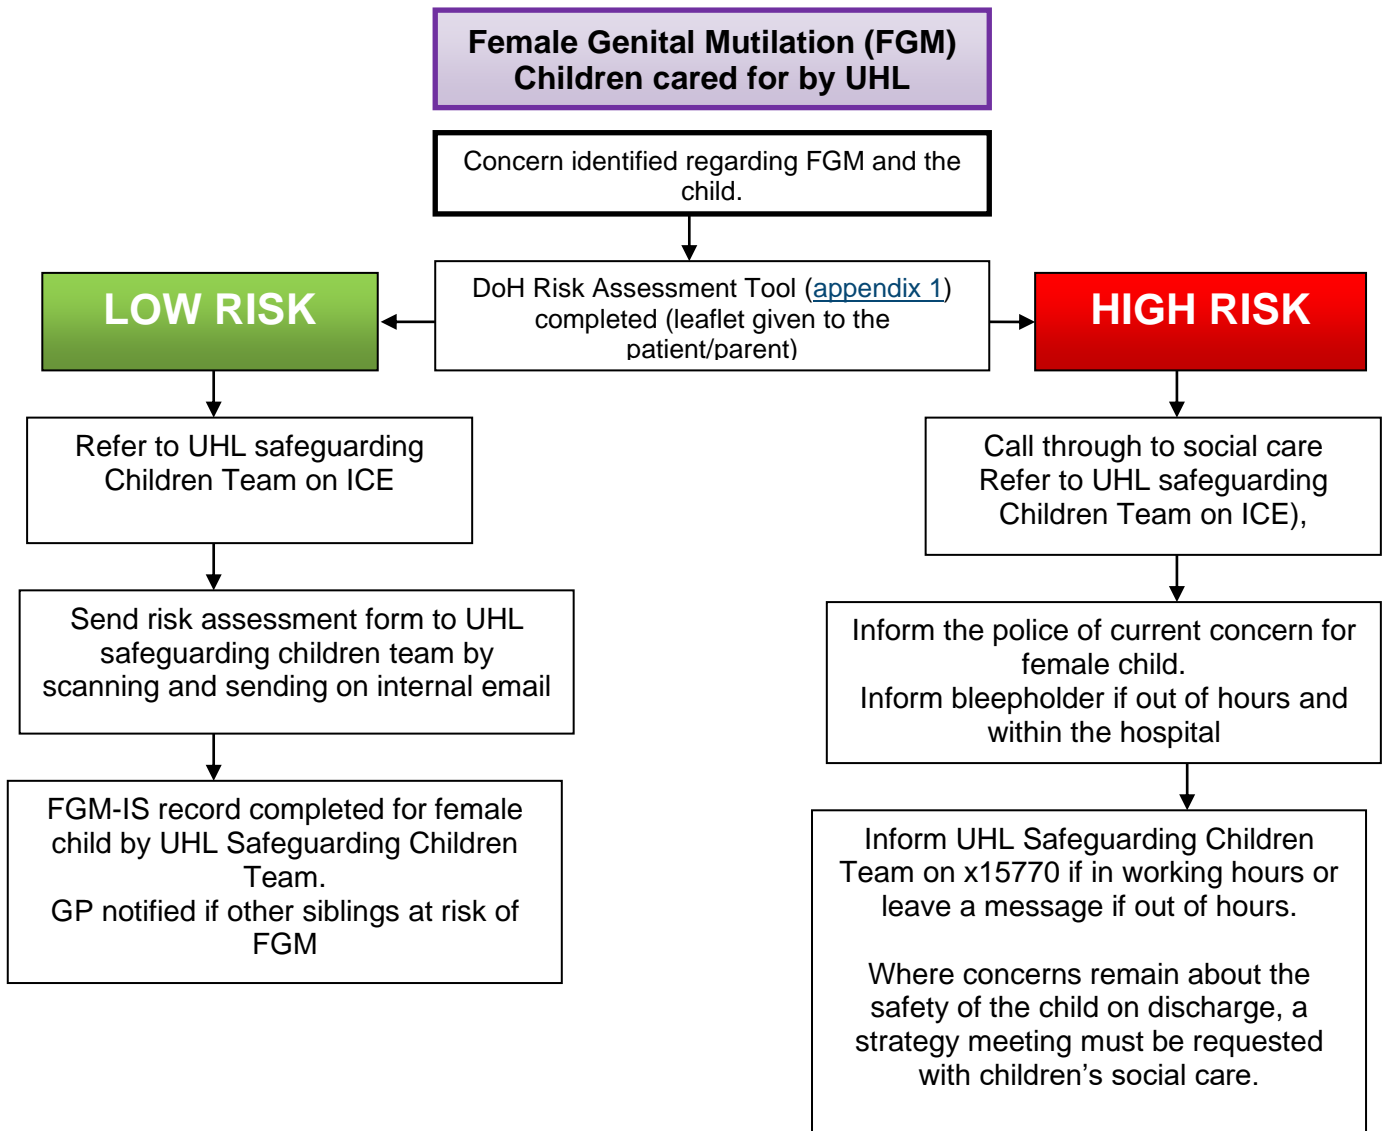 Female Genital Mutilation (FGM)
Children cared for by UHL
Concern identified regarding FGM and the
child.
DoH Risk Assessment Tool (appendix 1)
completed (leaflet given to the
patient/parent)
LOW RISK
Refer to UHL safeguarding
Children Team on ICE
Send risk assessment form to UHL
safeguarding children team by
scanning and sending on internal email
FGM-IS record completed for female
child by UHL Safeguarding Children
Team.
GP notified if other siblings at risk of
FGM
HIGH RISK
Call through to social care
Refer to UHL safeguarding
Children Team on ICE),
Inform the police of current concern for
female child.
Inform bleepholder if out of hours and
within the hospital
Inform UHL Safeguarding Children
Team on x15770 if in working hours or
leave a message if out of hours.
Where concerns remain about the
safety of the child on discharge, a
strategy meeting must be requested
with children’s social care.